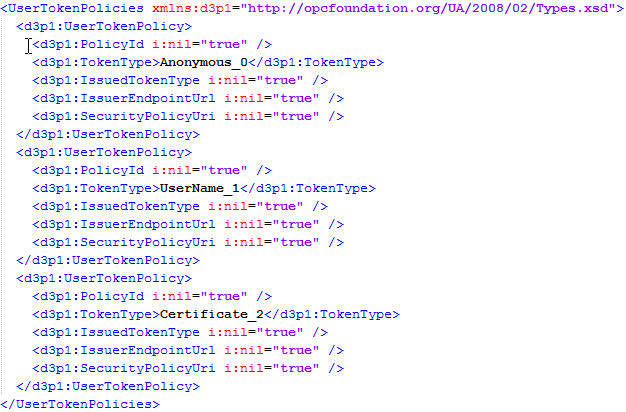 <UserTokenPolicies xmlns:d3p1="http://opcfoundation.org/UA/2008/02/Types.xsd">
<d3p1:UserTokenPolicy>
<d3p1:PolicyId i:nil="true" />
<d3p1:TokenType>Anonymous_0</d3p1:TokenType>
<d3p1:IssuedTokenType i:nil="true" />
<d3p1:IssuerEndpointUrl i:nil="true" />
<d3p1:SecurityPolicyUri i:nil="true" />
</d3p1:UserTokenPolicy>
<d3p1:UserTokenPolicy>
<d3p1:PolicyId i:nil="true" />
<d3p1:TokenType>UserName_1</d3p1:TokenType>
<d3p1:IssuedTokenType i:nil="true" />
<d3p1:IssuerEndpointUrl i:nil="true" />
<d3p1:SecurityPolicyUri i:nil="true" />
</d3p1:UserTokenPolicy>
<d3p1:UserTokenPolicy>
<d3p1:PolicyId i:nil="true" />
<d3p1:TokenType>Certificate_2</d3p1:TokenType>
<d3p1:IssuedTokenType i:nil="true" />
<d3p1:IssuerEndpointUrl i:nil="true" />
<d3p1:SecurityPolicyUri i:nil="true" />
</d3p1:UserTokenPolicy>
</UserTokenPolicies>